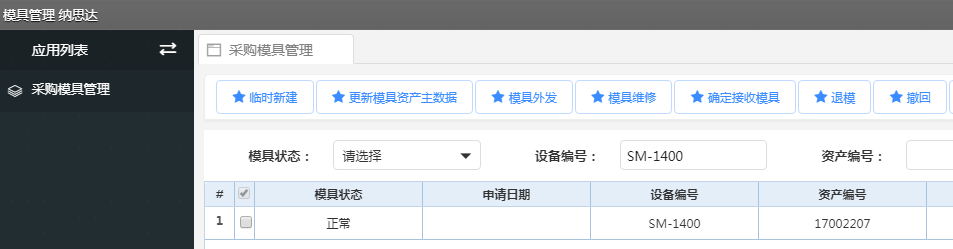 模具管理 纳思达
应用列表
采购模具管理
采购模具管理
临时新建 更新模具资产主数据 模具外发 模具维修 确定接收模具 退模 撤回
模具状态： 请选择 设备编号： SM-1400 资产编号：
# 模具状态 申请日期 设备编号 资产编号
1 正常 SM-1400 17002207